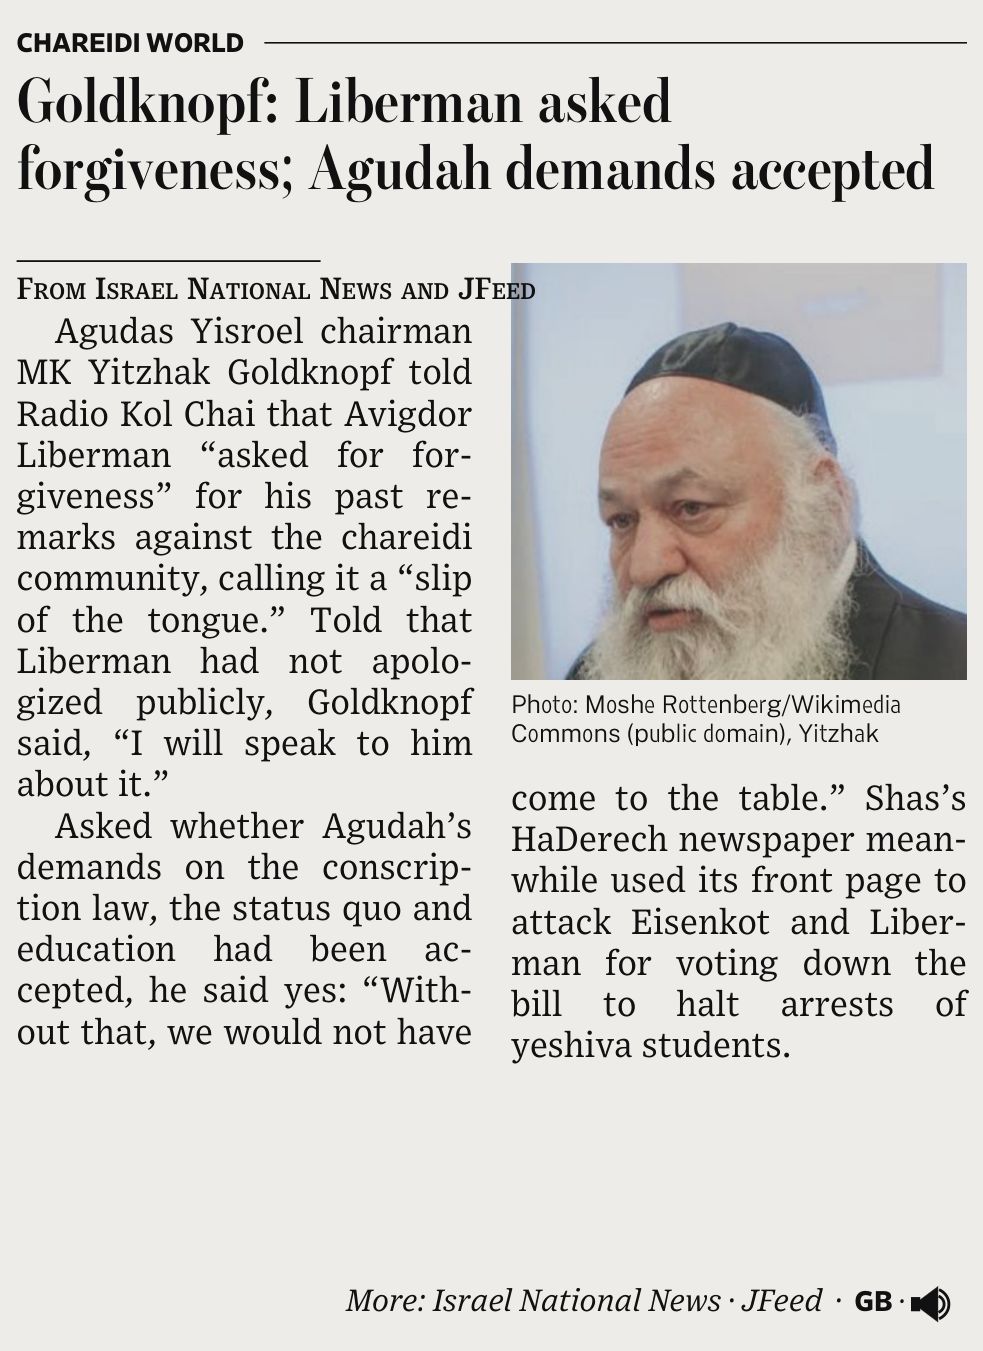 CHAREIDI WORLD
Goldknopf: Liberman asked
forgiveness; Agudah demands accepted
FROM ISRAEL NATIONAL NEWS AND JFEED
Agudas Yisroel chairman
MK Yitzhak Goldknopf told
Radio Kol Chai that Avigdor
Liberman “asked for for-
giveness” for his past re-
marks against the chareidi
community, calling it a “slip
of the tongue.” Told that
Liberman had not apolo-
gized publicly, Goldknopf
said, “I will speak to him
about it.”
Asked whether Agudah’s
demands on the conscrip-
tion law, the status quo and
education had been ac-
cepted, he said yes: “With-
out that, we would not have
Photo: Moshe Rottenberg/Wikimedia
Commons (public domain), Yitzhak
come to the table.” Shas’s
HaDerech newspaper mean-
while used its front page to
attack Eisenkot and Liber-
man for voting down the
bill to halt arrests of
yeshiva students.
More: Israel National News · JFeed · GB ·